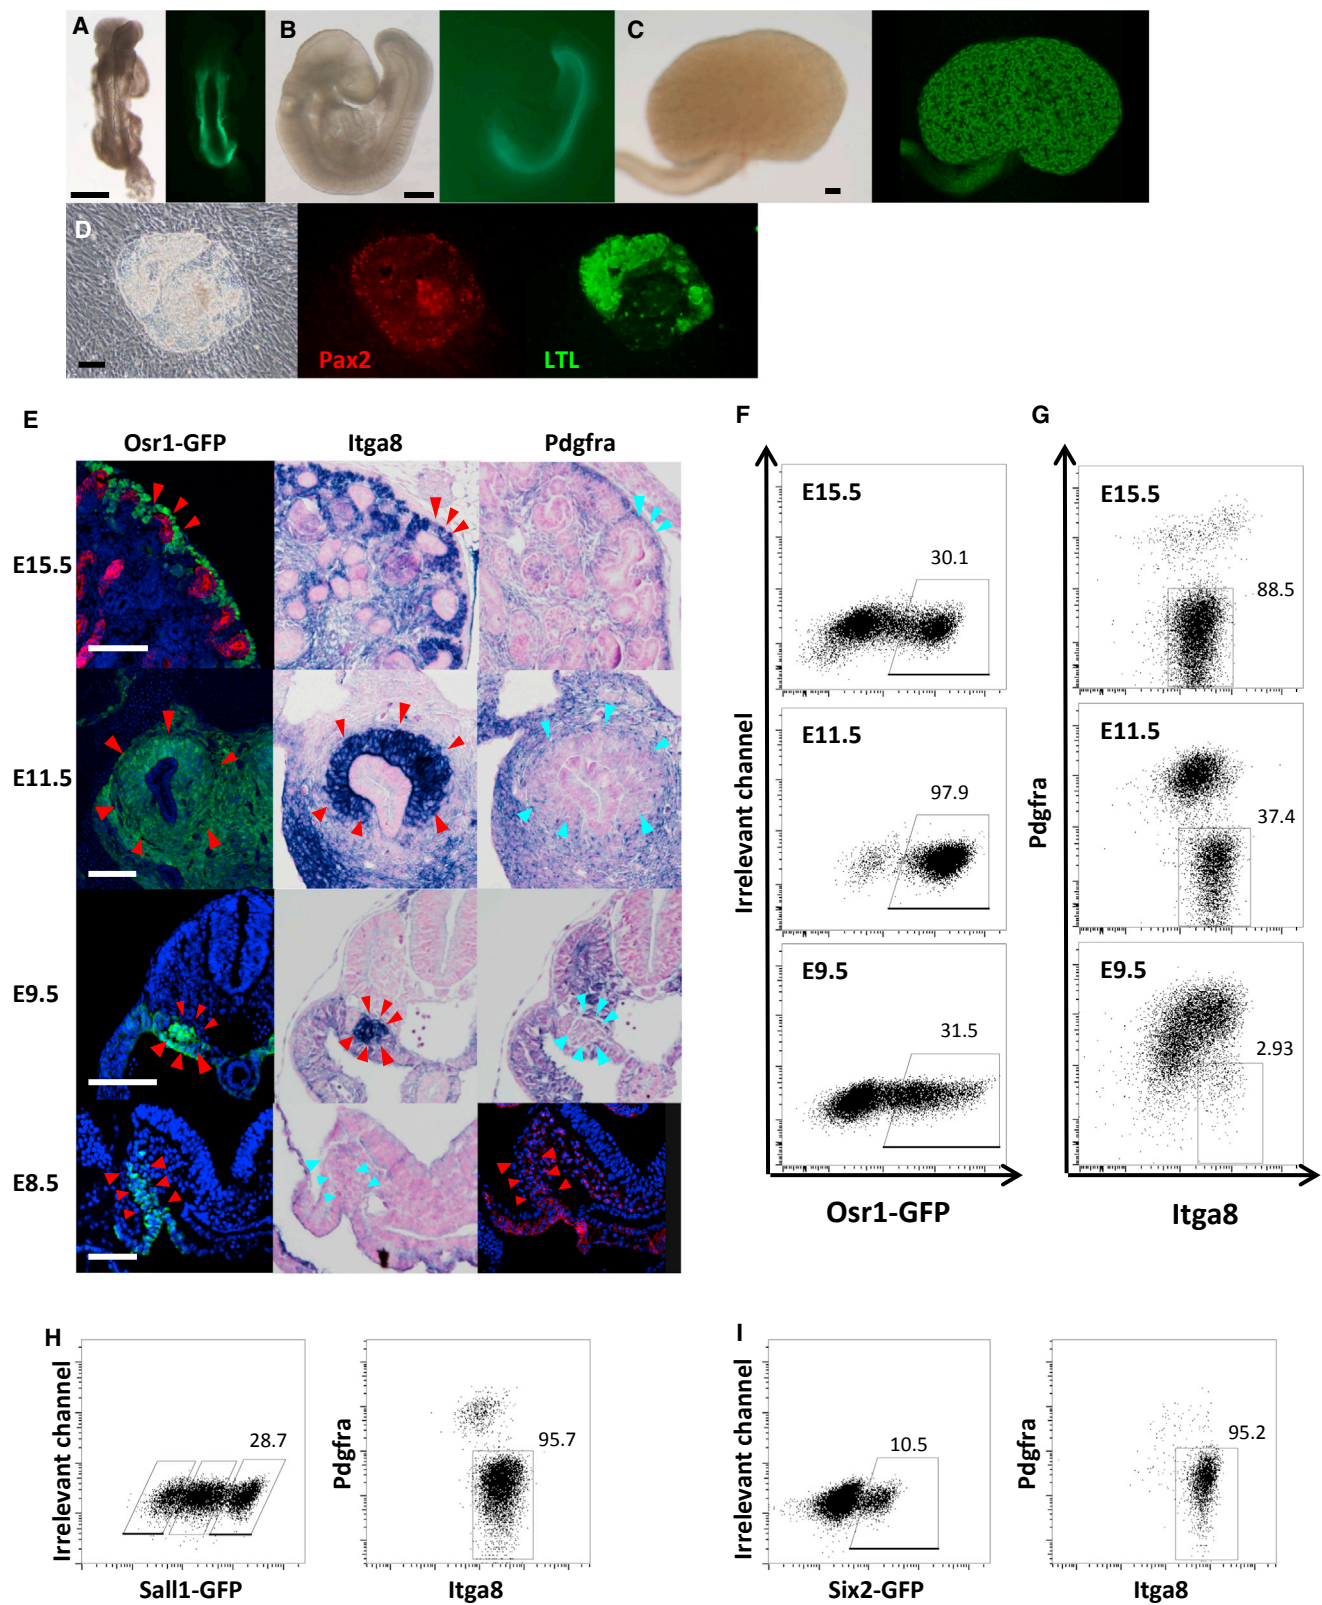 A
B
C
D
Pax2
LTL
E
Osr1-GFP
Itga8
Pdgfra
E15.5
E11.5
E9.5
E8.5
F
E15.5
30.1
E11.5
97.9
E9.5
31.5
Irrelevant channel
Osr1-GFP
G
E15.5
88.5
E11.5
37.4
E9.5
2.93
Pdgfra
Itga8
H
Irrelevant channel
28.7
Sall1-GFP
Pdgfra
95.7
Itga8
I
Irrelevant channel
10.5
Six2-GFP
Pdgfra
95.2
Itga8